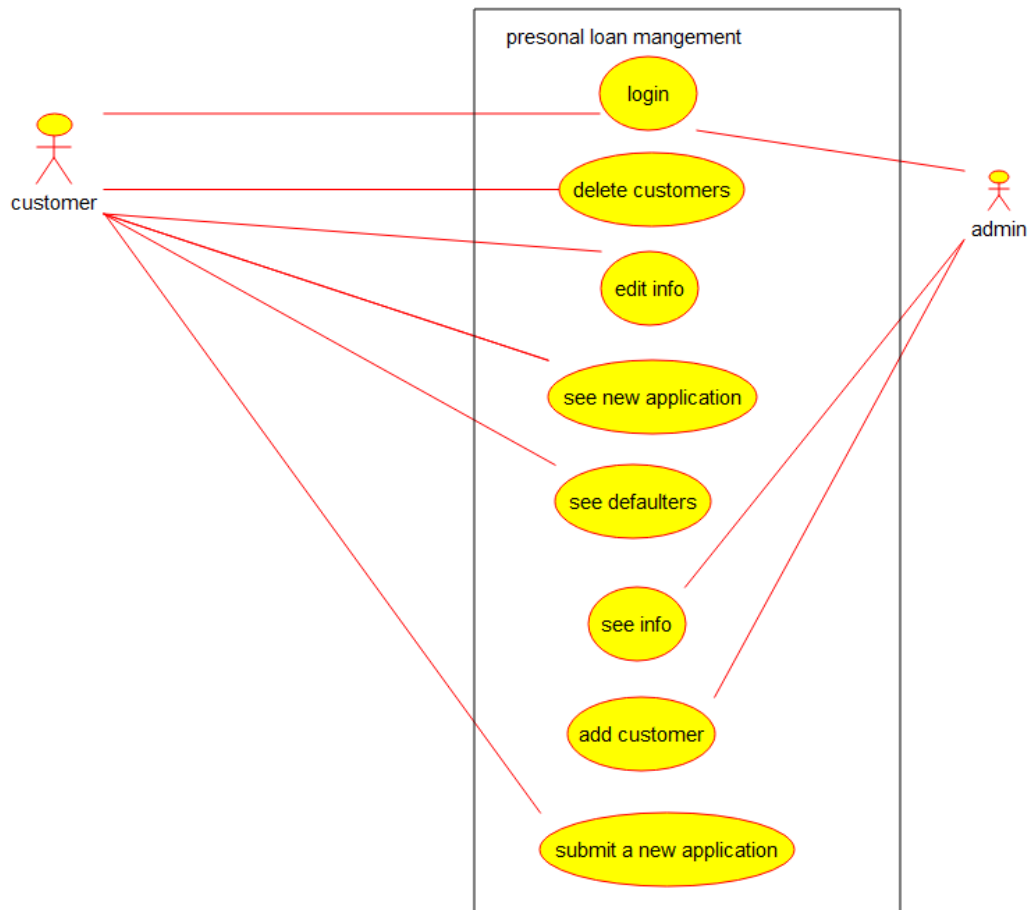 presonal loan mangement
login
customer
delete customers
admin
edit info
see new application
see defaulters
see info
add customer
submit a new application